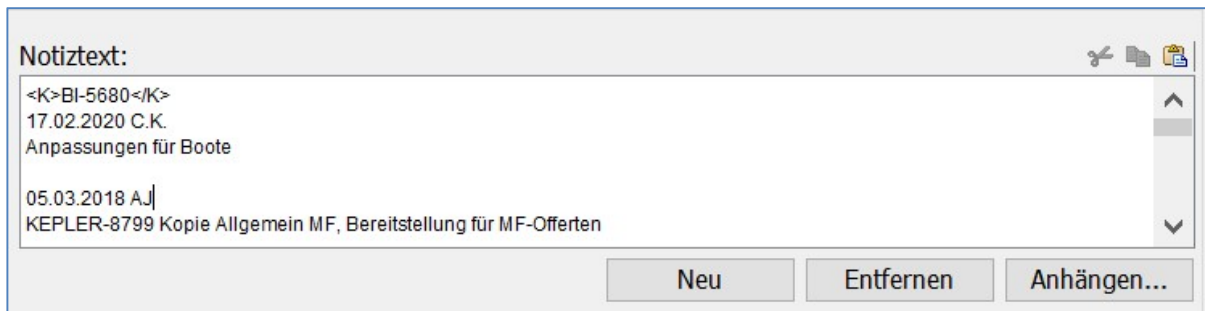 Notiztext:
<K>BI-5680</K>
17.02.2020 C.K.
Anpassungen für Boote
05.03.2018 AJ
KEPLER-8799 Kopie Allgemein MF, Bereitstellung für MF-Offerten
Neu
Entfernen
Anhängen...